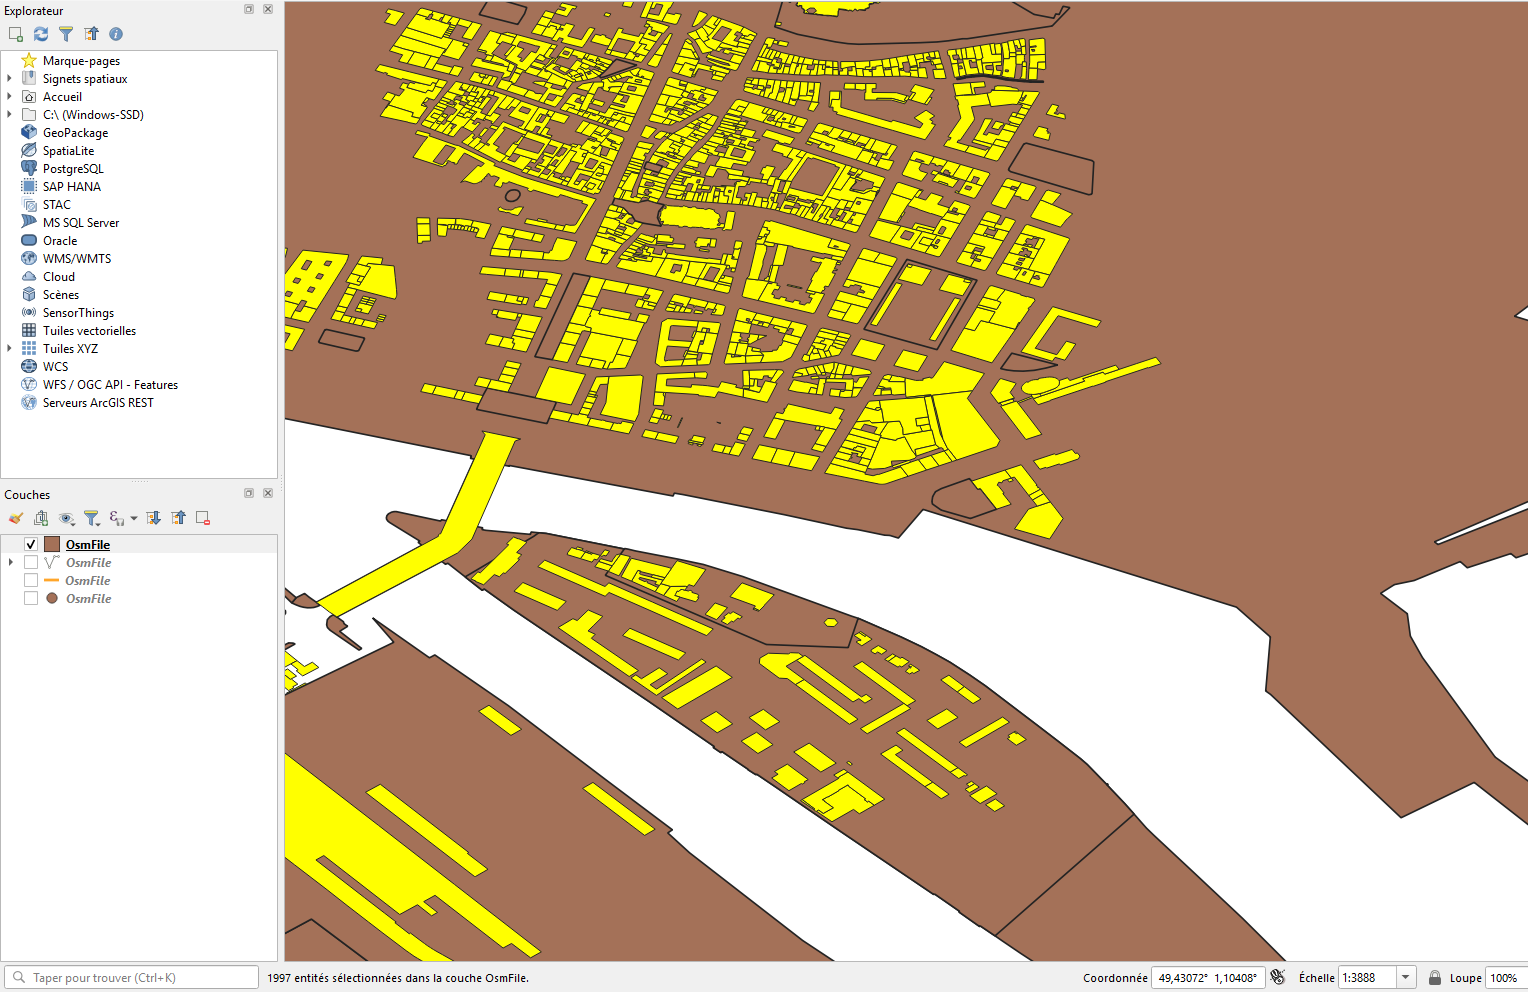 Explorateur
Marque-pages
Signets spatiaux
Accueil
C:\ (Windows-SSD)
GeoPackage
SpatiaLite
PostgreSQL
SAP HANA
STAC
MS SQL Server
Oracle
WMS/WMTS
Cloud
Scènes
SensorThings
Tuiles vectorielles
Tuiles XYZ
WCS
WFS / OGC API - Features
Serveurs ArcGIS REST
Couches
OsmFile
OsmFile
OsmFile
OsmFile
Taper pour trouver (Ctrl+K)
1997 entités sélectionnées dans la couche OsmFile.
Coordonnée
49,43072° 1,10408°
Échelle
1:3888
Loupe
100%